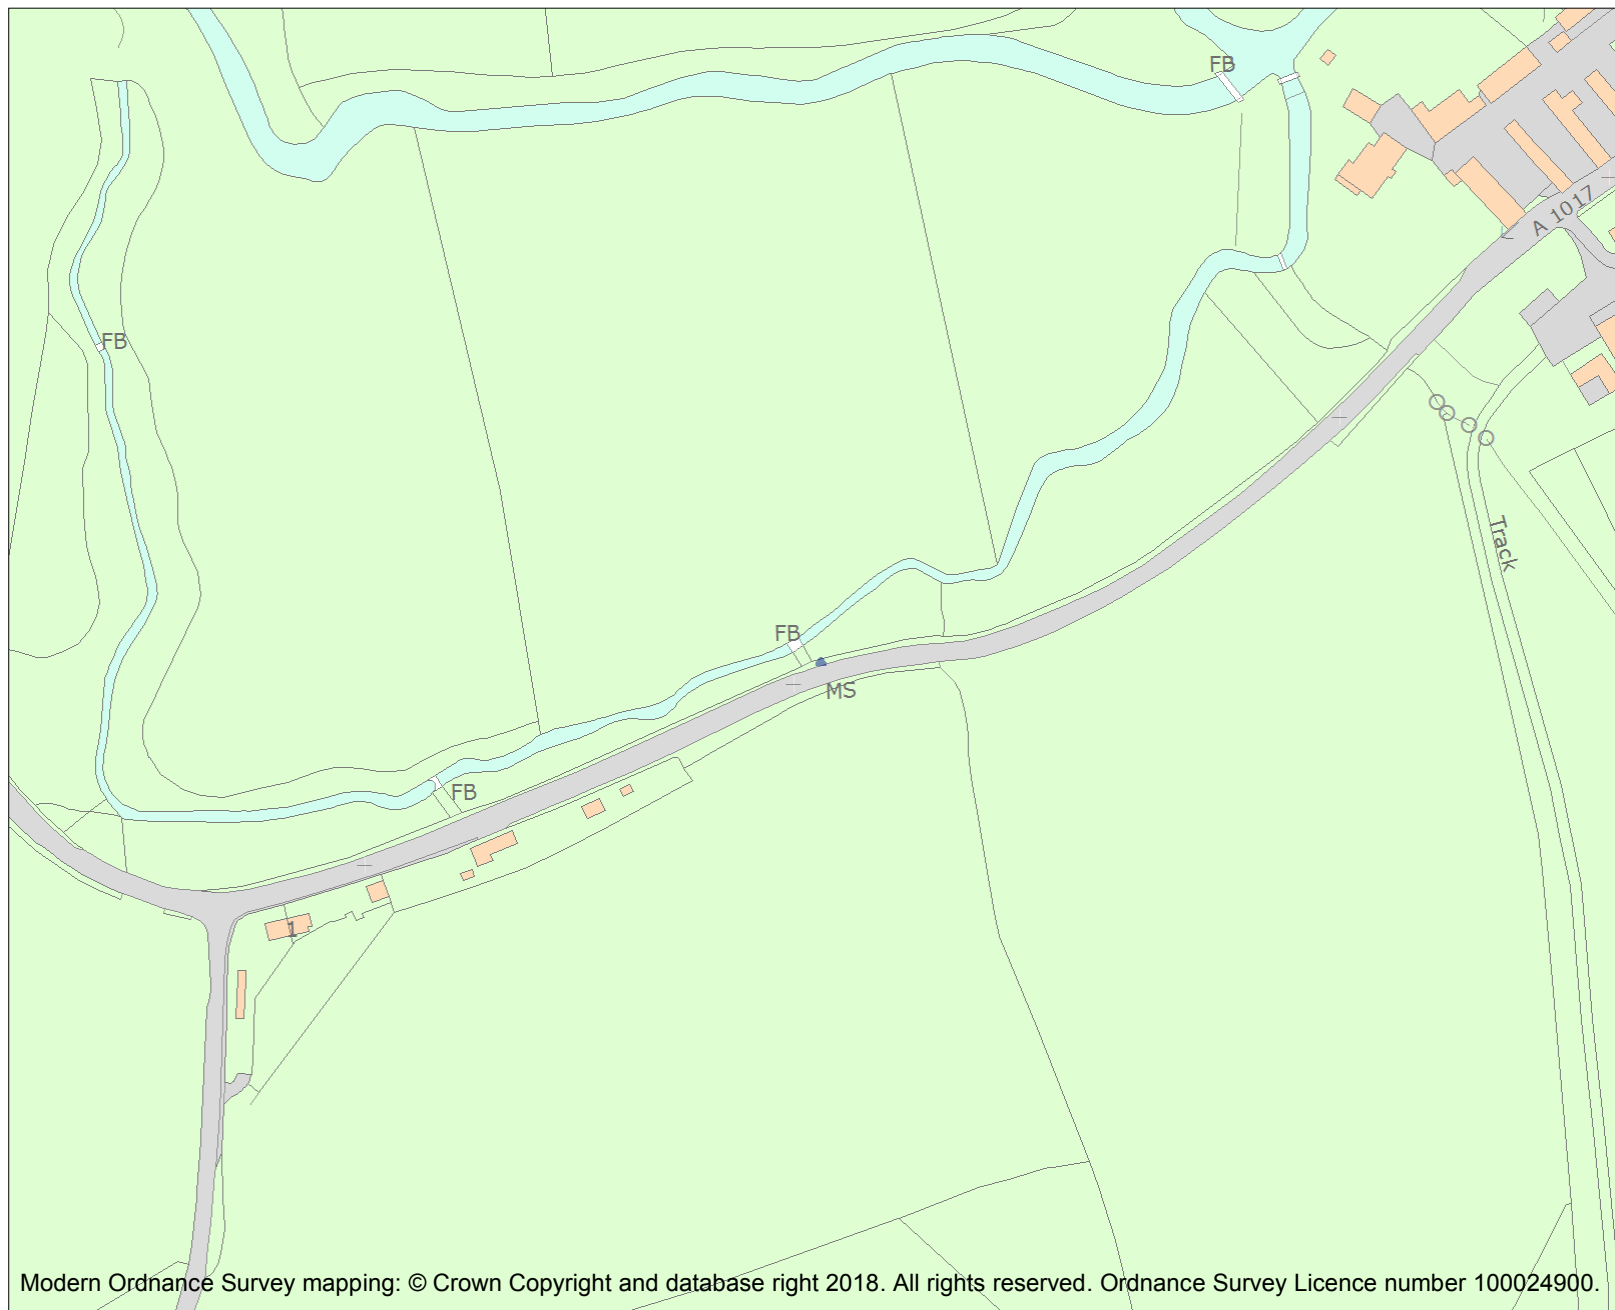 FB
A 1017
FB
Track
FB
MS
FB
1
Modern Ordnance Survey mapping: © Crown Copyright and database right 2018. All rights reserved. Ordnance Survey Licence number 100024900.